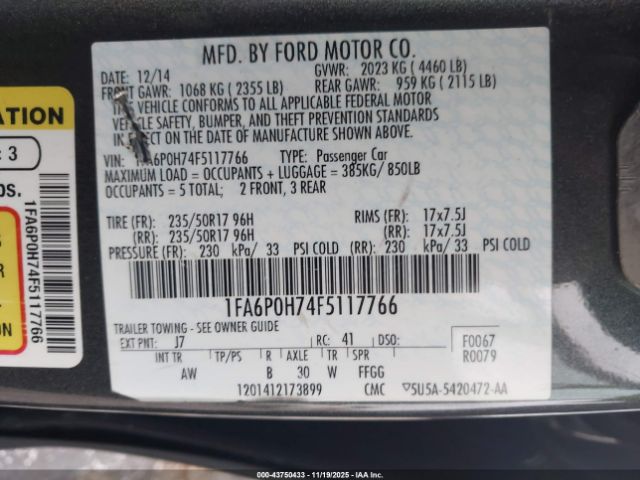 MFD. BY FORD MOTOR CO.
DATE: 12/14 GVWR: 2023 KG ( 4460 LB)
FRONT GAWR: 1068 KG ( 2355 LB) REAR GAWR: 959 KG ( 2115 LB)
THIS VEHICLE CONFORMS TO ALL APPLICABLE FEDERAL MOTOR
VEHICLE SAFETY, BUMPER, AND THEFT PREVENTION STANDARDS
IN EFFECT ON THE DATE OF MANUFACTURE SHOWN ABOVE.
VIN: 1FA6P0H74F5117766 TYPE: Passenger Car
MAXIMUM LOAD = OCCUPANTS + LUGGAGE = 385KG/ 850LB
OCCUPANTS = 5 TOTAL; 2 FRONT, 3 REAR
TIRE (FR): 235/50R17 96H RIMS (FR): 17x7.5J
(RR): 235/50R17 96H (RR): 17x7.5J
PRESSURE (FR): 230 kPa/ 33 PSI COLD (RR): 230 kPa/ 33 PSI COLD
1FA6P0H74F5117766
TRAILER TOWING - SEE OWNER GUIDE
EXT PNT: J7 RC: 41 DSO: F0067
R0079
INT TR TP/PS R AXLE TR SPR
AW B 30 W FFGG
1201412173899 CMC 5U5A-5420472-AA
ATION
: 3
os.
1FA6P0H74F5117766
S
R
ON
000-43750433 - 11/19/2025 - IAA, Inc.